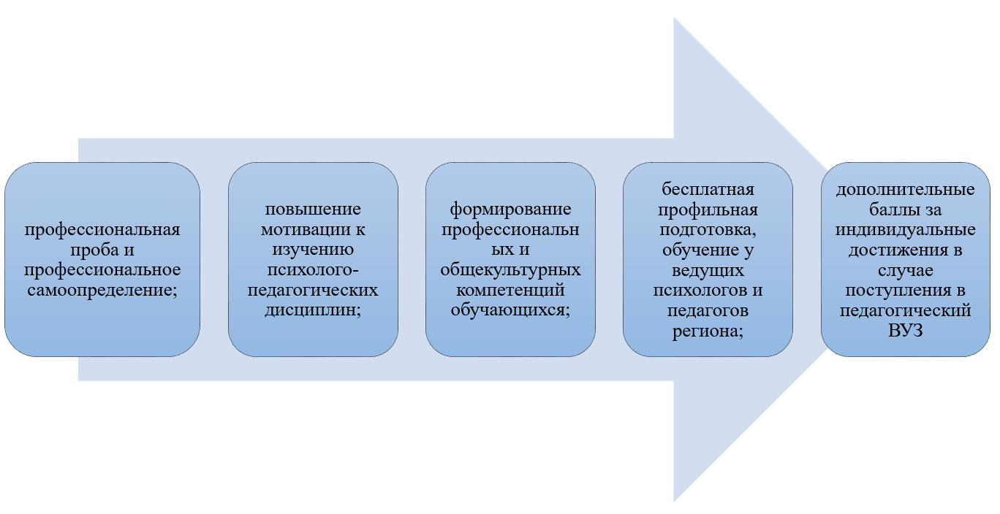 профессиональная
проба и
профессиональное
самоопределение;
повышение
мотивации к
изучению
психолого-
педагогических
дисциплин;
формирование
профессиональн
ых и
общекультурных
компетенций
обучающихся;
бесплатная
профильная
подготовка,
обучение у
ведущих
психологов и
педагогов
региона;
дополнительные
баллы за
индивидуальные
достижения в
случае
поступления в
педагогический
ВУЗ